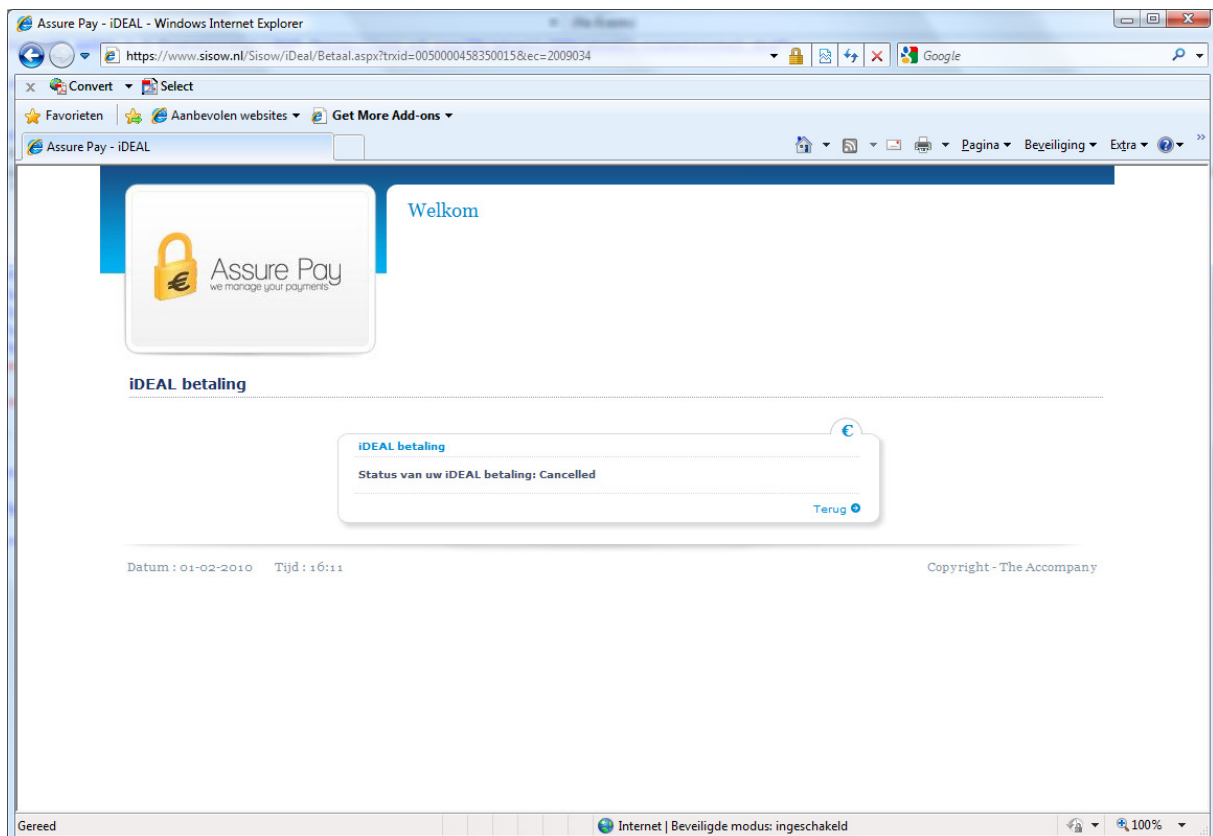 Assure Pay - iDEAL - Windows Internet Explorer
https://www.sisow.nl/Sisow/iDeal/Betaal.aspx?trxid=0050000458350015&ec=2009034
Google
x Convert Select
Favorieten Aanbevolen websites Get More Add-ons
Assure Pay - iDEAL
Pagina Beveiliging Extra
Welkom
Assure Pay
we manage your payments
iDEAL betaling
€
iDEAL betaling
Status van uw iDEAL betaling: Cancelled
Terug
Datum : 01-02-2010 Tijd : 16:11
Copyright - The Accompany
Gereed
Internet | Beveiligde modus: ingeschakeld
100%